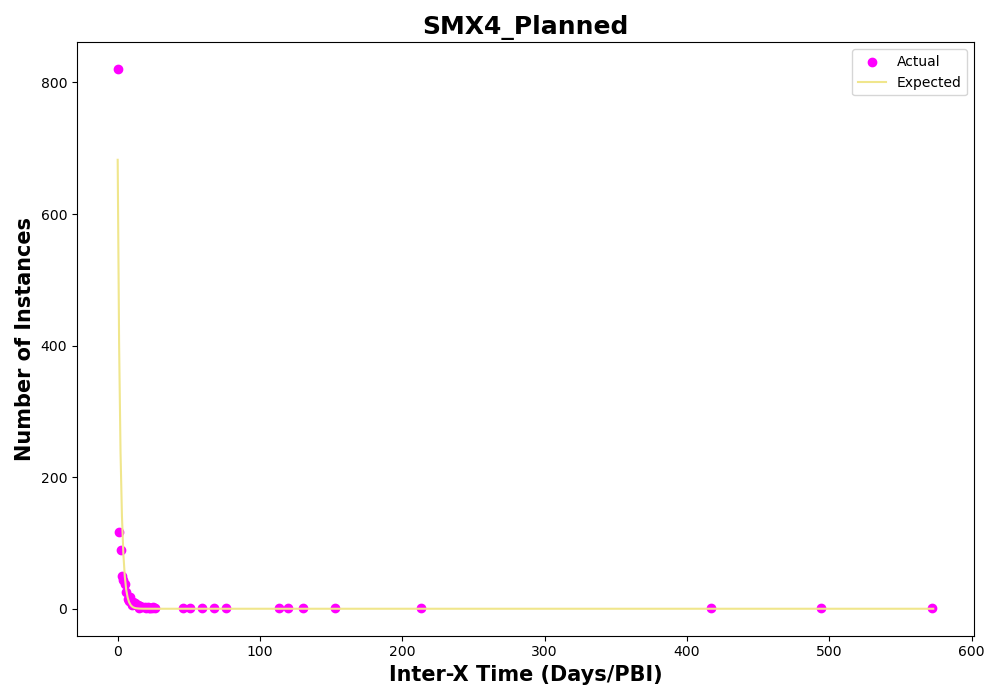 SMX4_Planned
Actual
Expected
Number of Instances
800
600
400
200
0
0 100 200 300 400 500 600
Inter-X Time (Days/PBI)